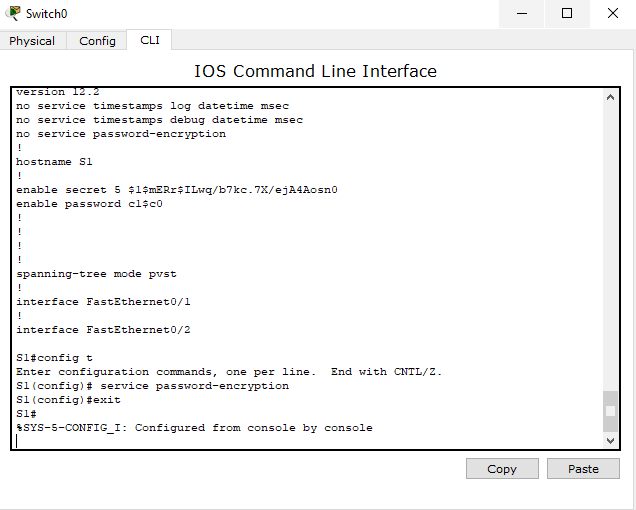 Switch0
Physical Config CLI
IOS Command Line Interface
version 12.2
no service timestamps log datetime msec
no service timestamps debug datetime msec
no service password-encryption
!
hostname S1
!
enable secret 5 $1$mERr$ILwq/b7kc.7X/ejA4Aosn0
enable password c1$c0
!
!
!
!
spanning-tree mode pvst
!
interface FastEthernet0/1
!
interface FastEthernet0/2
S1#config t
Enter configuration commands, one per line.  End with CNTL/Z.
S1(config)# service password-encryption
S1(config)#exit
S1#
%SYS-5-CONFIG_I: Configured from console by console
Copy Paste